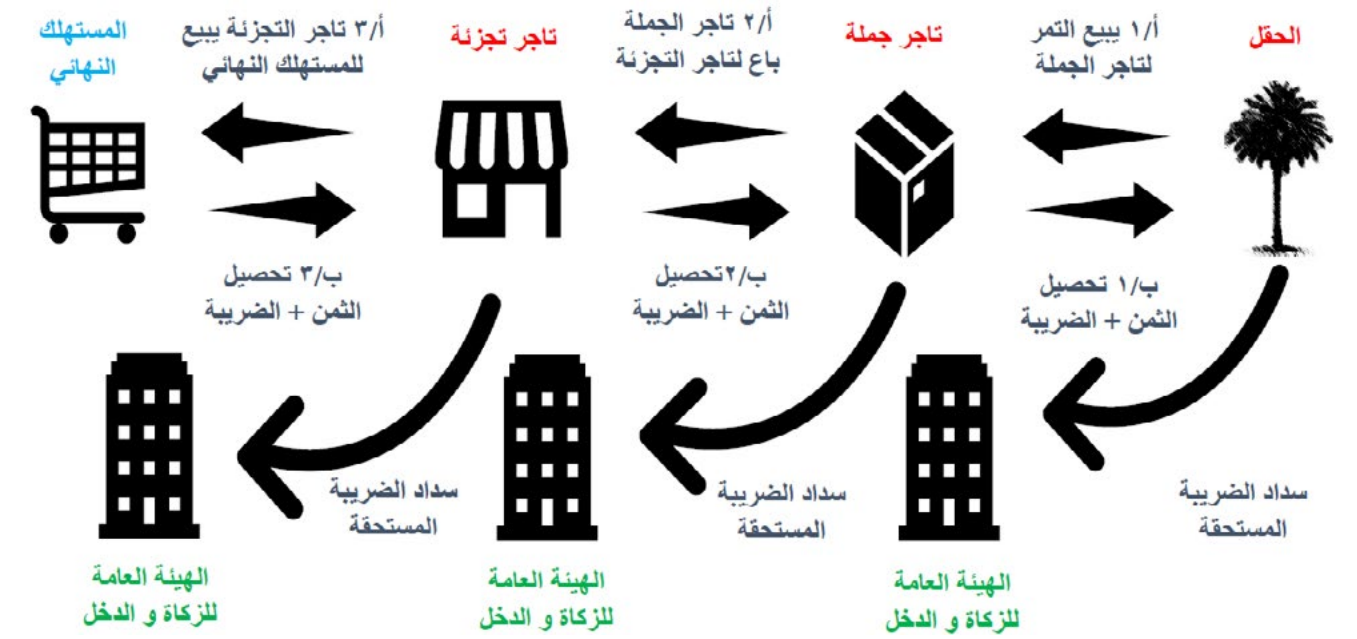 الحقل
أ/١ يبيع التمر
لتاجر الجملة
تاجر جملة
أ/٢ تاجر الجملة
باع لتاجر التجزئة
تاجر تجزئة
أ/٣ تاجر التجزئة يبيع
للمستهلك النهائي
المستهلك
النهائي
ب/١ تحصيل
الثمن + الضريبة
ب/٢تحصيل
الثمن + الضريبة
ب/٣ تحصيل
الثمن + الضريبة
سداد الضريبة
المستحقة
سداد الضريبة
المستحقة
سداد الضريبة
المستحقة
الهيئة العامة
للزكاة و الدخل
الهيئة العامة
للزكاة و الدخل
الهيئة العامة
للزكاة و الدخل